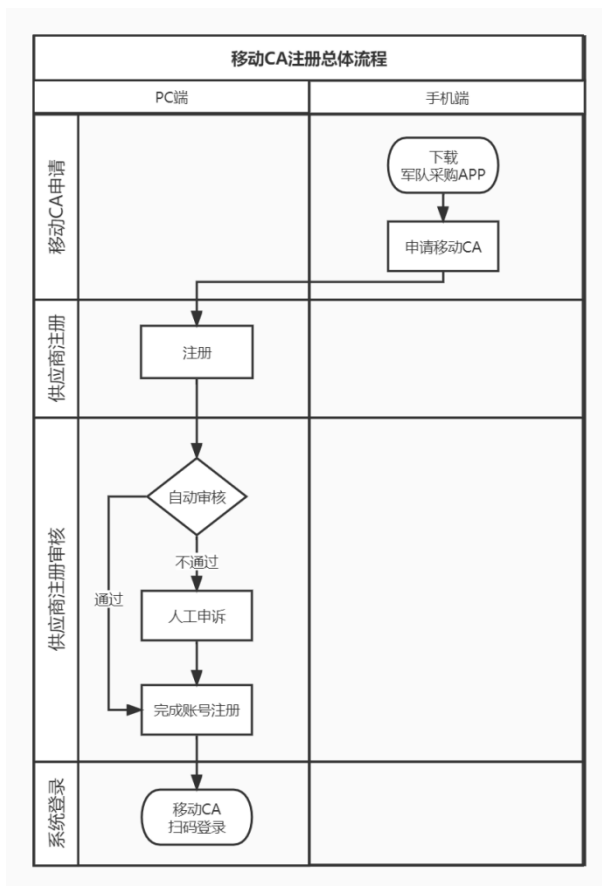 移动CA注册总体流程
PC端
手机端
移动CA申请
下载
军队采购APP
申请移动CA
供应商注册
注册
供应商注册审核
自动审核
不通过
通过
人工申诉
完成账号注册
系统登录
移动CA
扫码登录